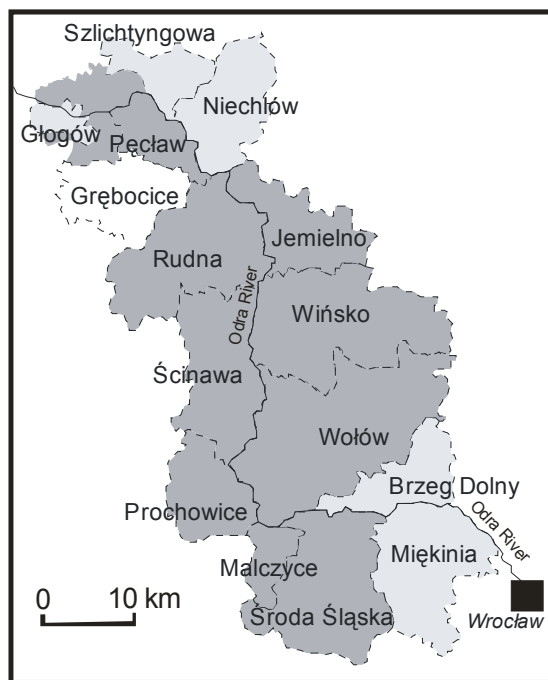 Szlichtyngowa
Niechlów
Głogów
Pęcław
Grębocice
Jemielno
Rudna
Odra River
Wińsko
Ścinawa
Wołów
Brzeg Dolny
Prochowice
Odra River
Miękinia
Malczyce
0 10 km
Środa Śląska
Wrocław